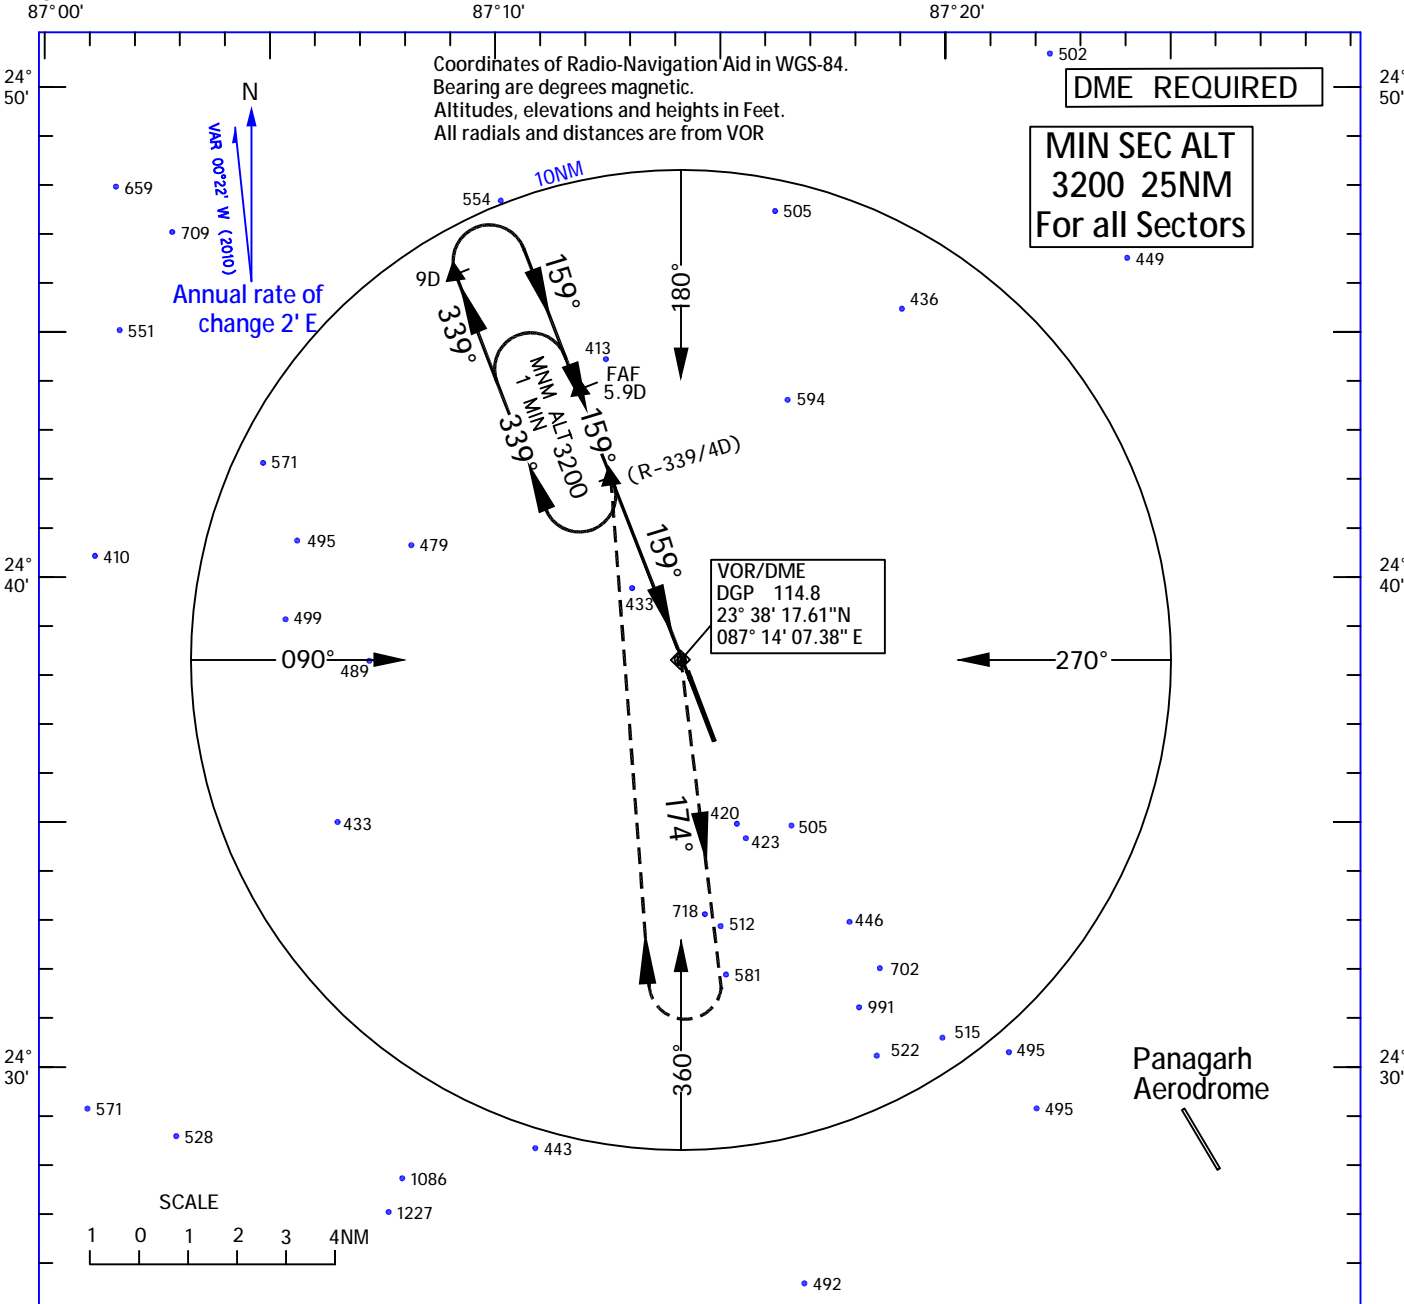 87°00'
87°10'
87°20'
Coordinates of Radio-Navigation Aid in WGS-84.
Bearing are degrees magnetic.
Altitudes, elevations and heights in Feet.
All radials and distances are from VOR
502
24°
50'
24°
50'
DME REQUIRED
N
VAR 00°22' W (2010)
Annual rate of
change 2' E
MIN SEC ALT
3200 25NM
For all Sectors
10NM
659
554
505
709
449
9D
159°
180°
436
339°
551
413
FAF
5.9D
594
MNM ALT 3200
1 MIN
339°
159°
(R-339/4D)
571
495
479
410
159°
24°
40'
24°
40'
VOR/DME
DGP 114.8
23° 38' 17.61"N
087° 14' 07.38" E
433
499
090°
489
270°
433
174°
420
505
423
718
512
446
581
702
991
515
522
495
360°
24°
30'
24°
30'
Panagarh
Aerodrome
571
495
528
443
1086
1227
SCALE
1 0 1 2 3 4NM
492